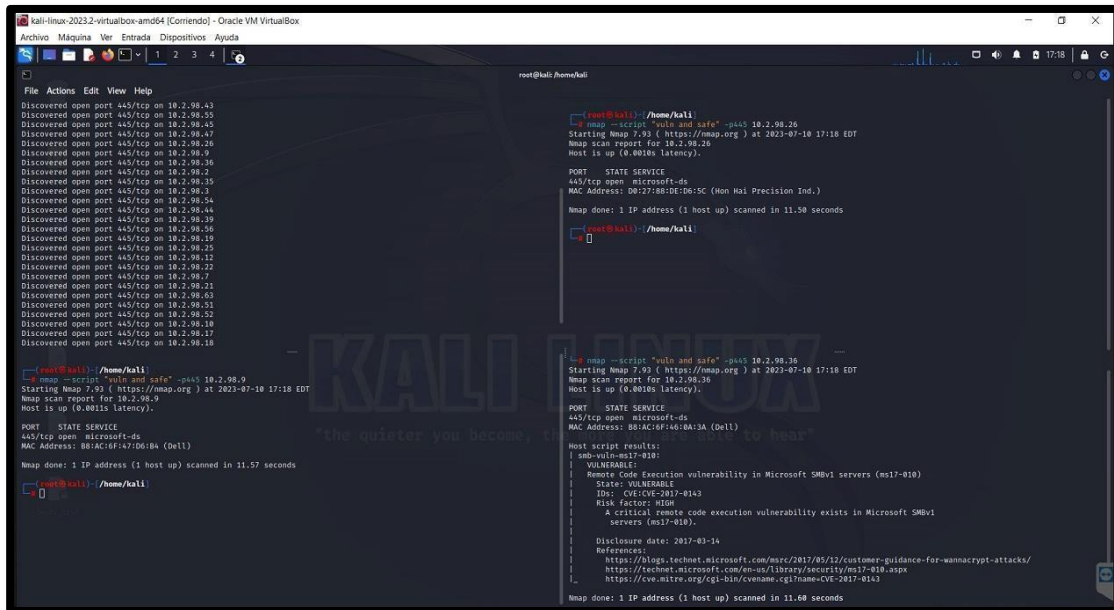 kali-linux-2023.2-virtualbox-amd64 [Corriendo] - Oracle VM VirtualBox
Archivo Máquina Ver Entrada Dispositivos Ayuda
1 2 3 4
2
17:18
root@kali: /home/kali
File Actions Edit View Help
Discovered open port 445/tcp on 10.2.98.43
Discovered open port 445/tcp on 10.2.98.55
Discovered open port 445/tcp on 10.2.98.45
Discovered open port 445/tcp on 10.2.98.47
Discovered open port 445/tcp on 10.2.98.26
Discovered open port 445/tcp on 10.2.98.9
Discovered open port 445/tcp on 10.2.98.36
Discovered open port 445/tcp on 10.2.98.2
Discovered open port 445/tcp on 10.2.98.35
Discovered open port 445/tcp on 10.2.98.3
Discovered open port 445/tcp on 10.2.98.54
Discovered open port 445/tcp on 10.2.98.44
Discovered open port 445/tcp on 10.2.98.39
Discovered open port 445/tcp on 10.2.98.56
Discovered open port 445/tcp on 10.2.98.19
Discovered open port 445/tcp on 10.2.98.25
Discovered open port 445/tcp on 10.2.98.12
Discovered open port 445/tcp on 10.2.98.22
Discovered open port 445/tcp on 10.2.98.7
Discovered open port 445/tcp on 10.2.98.21
Discovered open port 445/tcp on 10.2.98.63
Discovered open port 445/tcp on 10.2.98.51
Discovered open port 445/tcp on 10.2.98.52
Discovered open port 445/tcp on 10.2.98.10
Discovered open port 445/tcp on 10.2.98.17
Discovered open port 445/tcp on 10.2.98.18
(root㉿kali)-[/home/kali]
# nmap --script "vuln and safe" -p445 10.2.98.9
Starting Nmap 7.93 ( https://nmap.org ) at 2023-07-10 17:18 EDT
Nmap scan report for 10.2.98.9
Host is up (0.0011s latency).
PORT STATE SERVICE
445/tcp open microsoft-ds
MAC Address: B8:AC:6F:47:D6:B4 (Dell)
Nmap done: 1 IP address (1 host up) scanned in 11.57 seconds
(root㉿kali)-[/home/kali]
#
(root㉿kali)-[/home/kali]
# nmap --script "vuln and safe" -p445 10.2.98.26
Starting Nmap 7.93 ( https://nmap.org ) at 2023-07-10 17:18 EDT
Nmap scan report for 10.2.98.26
Host is up (0.0010s latency).
PORT STATE SERVICE
445/tcp open microsoft-ds
MAC Address: D0:27:88:DE:D6:5C (Hon Hai Precision Ind.)
Nmap done: 1 IP address (1 host up) scanned in 11.50 seconds
(root㉿kali)-[/home/kali]
#
# nmap --script "vuln and safe" -p445 10.2.98.36
Starting Nmap 7.93 ( https://nmap.org ) at 2023-07-10 17:18 EDT
Nmap scan report for 10.2.98.36
Host is up (0.0010s latency).
PORT STATE SERVICE
445/tcp open microsoft-ds
MAC Address: B8:AC:6F:46:0A:3A (Dell)
Host script results:
| smb-vuln-ms17-010:
| VULNERABLE:
| Remote Code Execution vulnerability in Microsoft SMBv1 servers (ms17-010)
| State: VULNERABLE
| IDs: CVE:CVE-2017-0143
| Risk factor: HIGH
| A critical remote code execution vulnerability exists in Microsoft SMBv1
| servers (ms17-010).
|
| Disclosure date: 2017-03-14
| References:
| https://blogs.technet.microsoft.com/msrc/2017/05/12/customer-guidance-for-wannacrypt-attacks/
| https://technet.microsoft.com/en-us/library/security/ms17-010.aspx
|_ https://cve.mitre.org/cgi-bin/cvename.cgi?name=CVE-2017-0143
Nmap done: 1 IP address (1 host up) scanned in 11.60 seconds
KALI LINUX
"the quieter you become, the more you are able to hear"